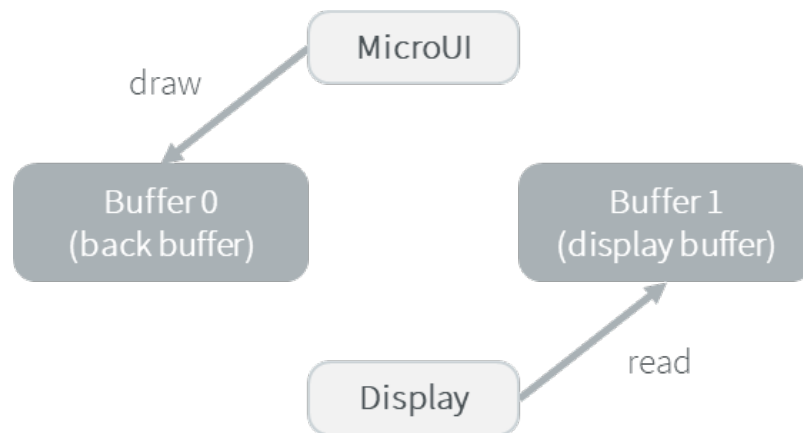 MicroUI
draw
Buffer 0
(back buffer)
Buffer 1
(display buffer)
read
Display